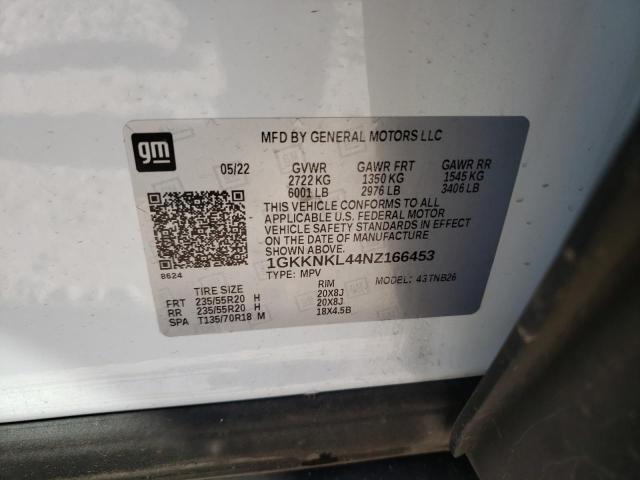 gm
MFD BY GENERAL MOTORS LLC
05/22 GVWR GAWR FRT GAWR RR
2722 KG 1350 KG 1545 KG
6001 LB 2976 LB 3406 LB
THIS VEHICLE CONFORMS TO ALL
APPLICABLE U.S. FEDERAL MOTOR
VEHICLE SAFETY STANDARDS IN EFFECT
ON THE DATE OF MANUFACTURE
SHOWN ABOVE.
8624
1GKKNKL44NZ166453
TYPE: MPV MODEL: 43TNB26
TIRE SIZE RIM
FRT 235/55R20 H 20X8J
RR 235/55R20 H 20X8J
SPA T135/70R18 M 18X4.5B